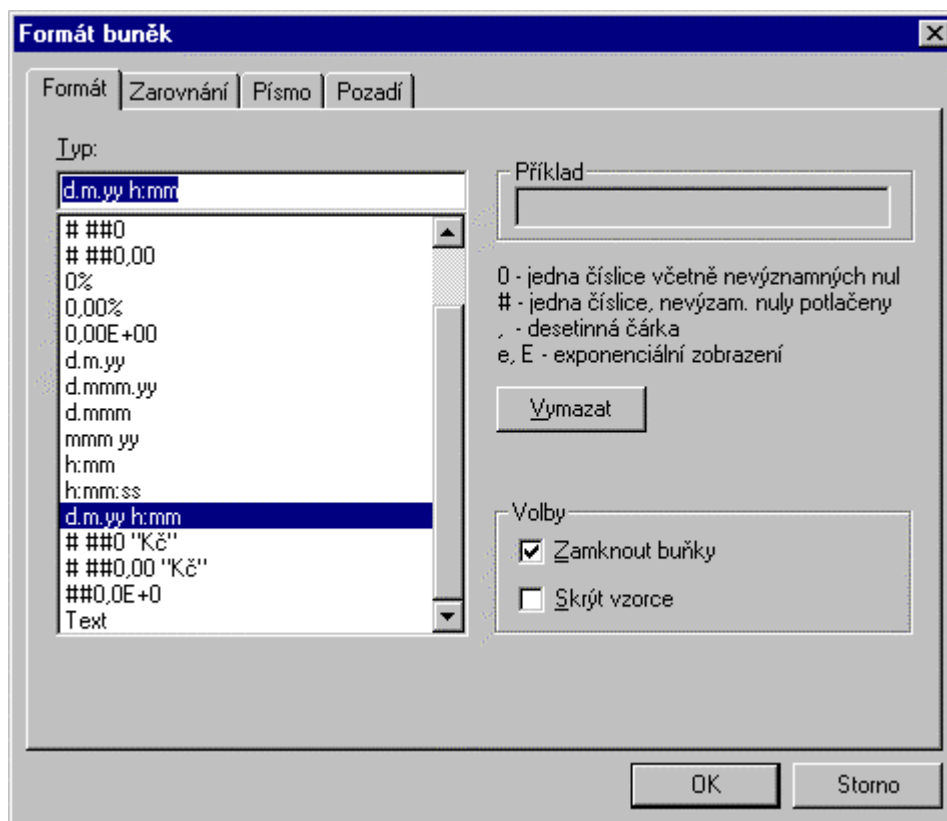 Formát buněk
Formát Zarovnání Písmo Pozadí
Typ:
d.m.yy h:mm
# ##0
# ##0,00
0%
0,00%
0,00E+00
d.m.yy
d.mmm.yy
d.mmm
mmm yy
h:mm
h:mm:ss
d.m.yy h:mm
# ##0 "Kč"
# ##0,00 "Kč"
##0,0E+0
Text
Příklad
0 - jedna číslice včetně nevýznamných nul
# - jedna číslice, nevýzam. nuly potlačeny
, - desetinná čárka
e, E - exponenciální zobrazení
Vymazat
Volby
Zamknout buňky
Skrýt vzorce
OK Storno